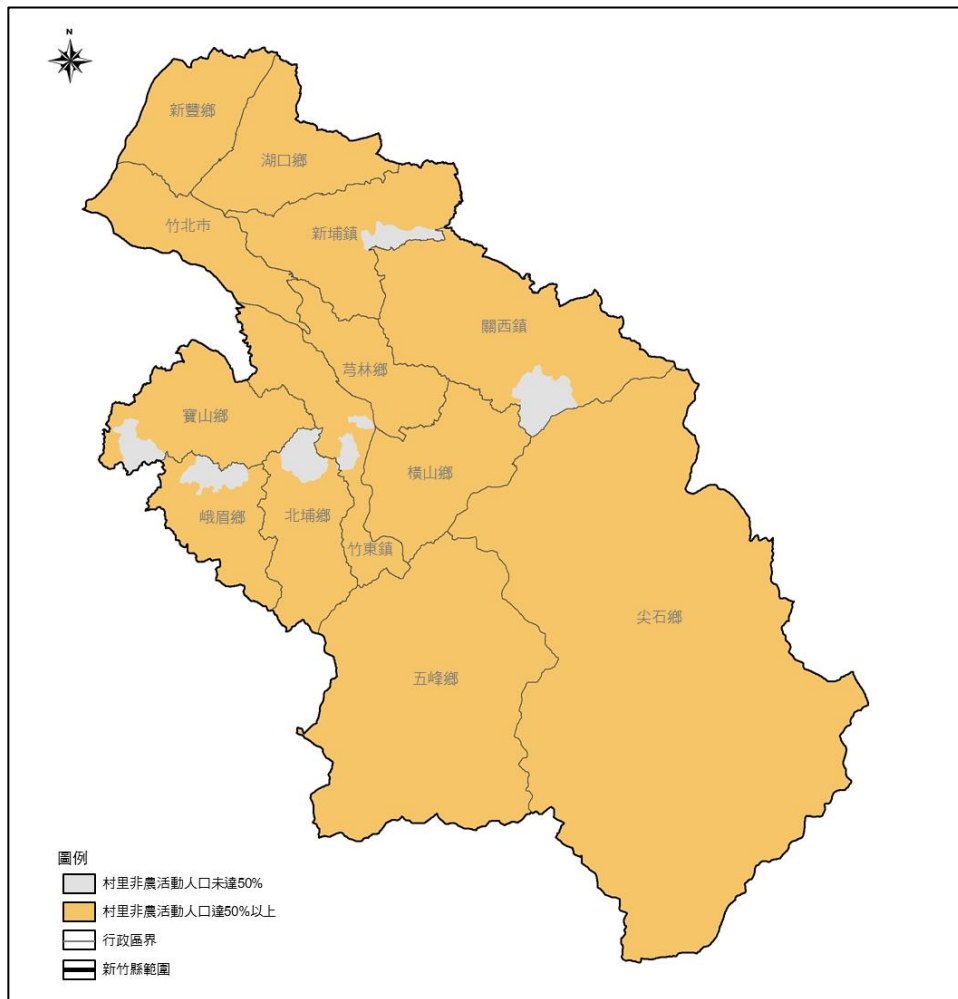 N
新豐鄉
湖口鄉
竹北市
新埔鎮
關西鎮
芎林鄉
寶山鄉
橫山鄉
峨眉鄉
北埔鄉
竹東鎮
尖石鄉
五峰鄉
圖例
村里非農活動人口未達50%
村里非農活動人口達50%以上
行政區界
新竹縣範圍